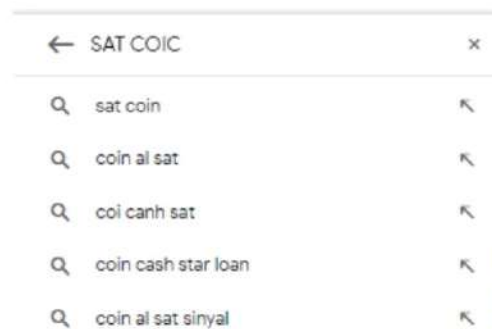 SAT COIC
sat coin
coin al sat
coi canh sat
coin cash star loan
coin al sat sinyal